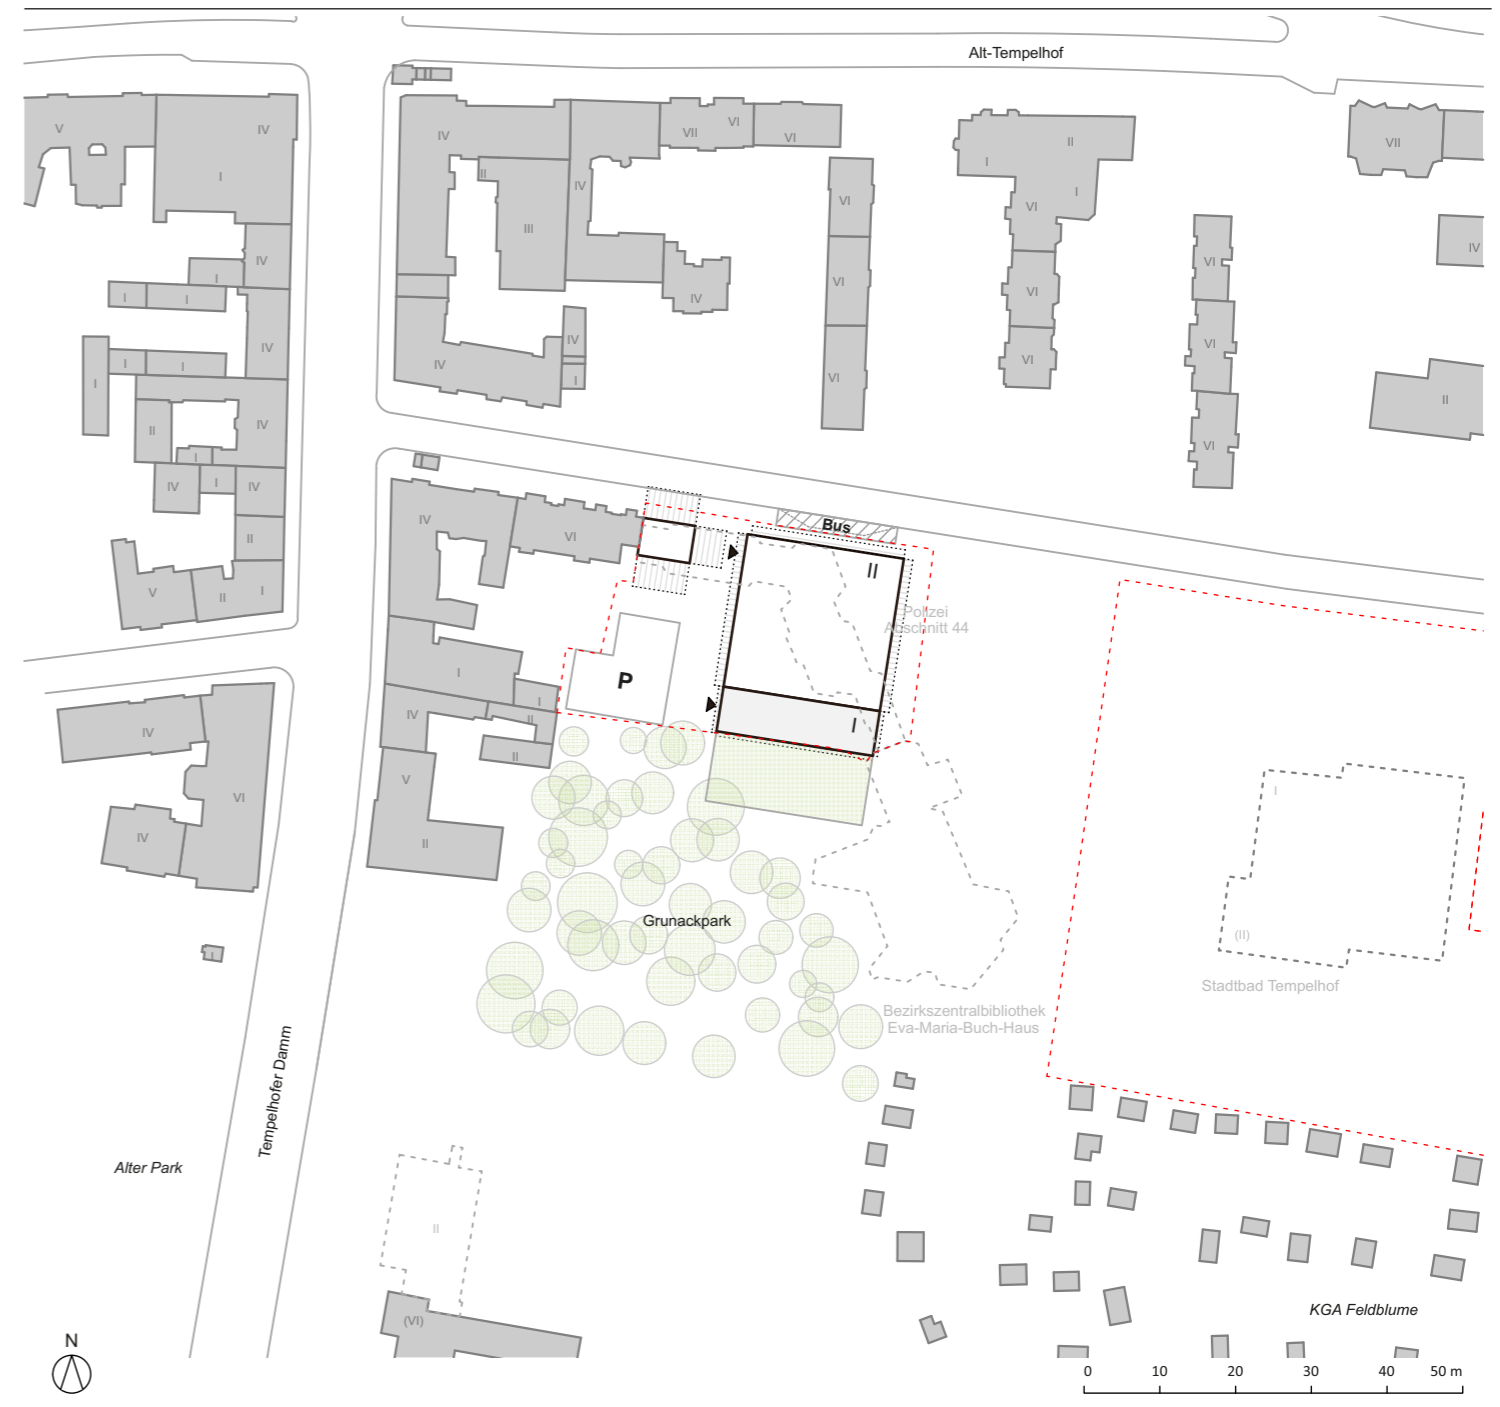 Alt-Tempelhof
V
IV
I
IV
VII
VI
VI
II
I
I
VII
II
IV
III
VI
VI
IV
IV
I
IV
I
I
VI
VI
VI
IV
IV
IV
I
I
I
IV
IV
I
VI
VI
VI
II
II
IV
I
IV
I
IV
VI
II
IV
VI
Bus
II
V
II
I
Polizei
Abschnitt 44
I
P
I
IV
II
I
IV
II
V
VI
I
IV
II
Grunackpark
(II)
I
Stadtbad Tempelhof
Bezirkszentralbibliothek
Eva-Maria-Buch-Haus
Tempelhofer Damm
Alter Park
II
KGA Feldblume
(VI)
N
0 10 20 30 40 50 m